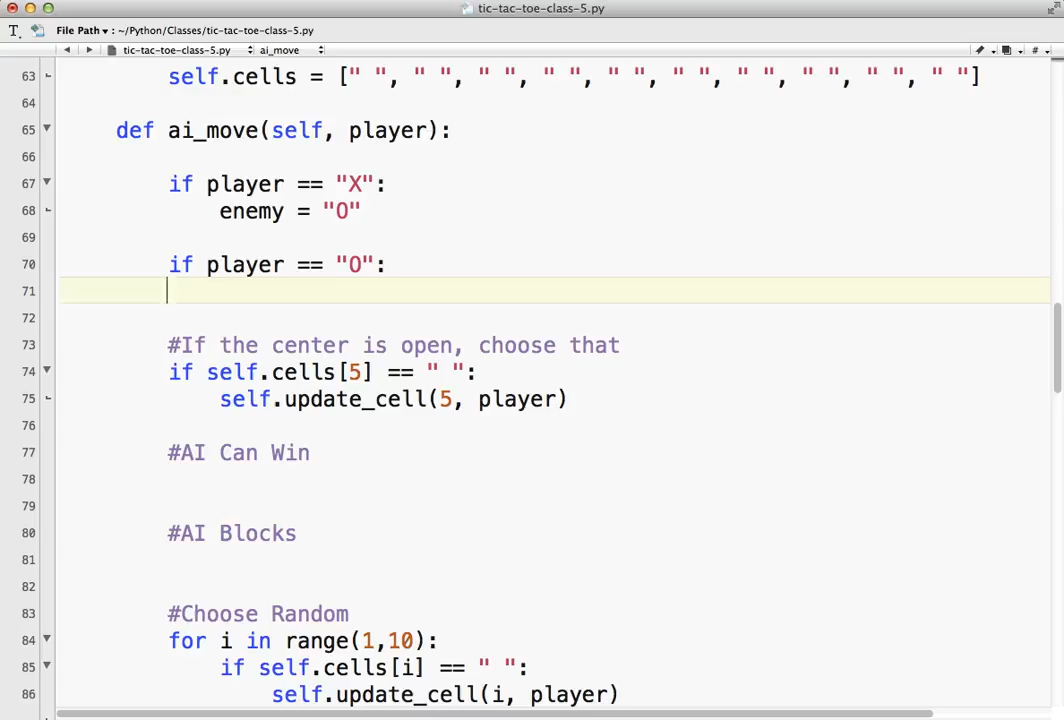 tic-tac-toe-class-5.py
T. File Path ▾ : ~/Python/Classes/tic-tac-toe-class-5.py
tic-tac-toe-class-5.py ai_move #
63 self.cells = [" ", " ", " ", " ", " ", " ", " ", " ", " ", " "]
64
65 def ai_move(self, player):
66
67 if player == "X":
68 enemy = "O"
69
70 if player == "O":
71
72
73 #If the center is open, choose that
74 if self.cells[5] == " ":
75 self.update_cell(5, player)
76
77 #AI Can Win
78
79
80 #AI Blocks
81
82
83 #Choose Random
84 for i in range(1,10):
85 if self.cells[i] == " ":
86 self.update_cell(i, player)